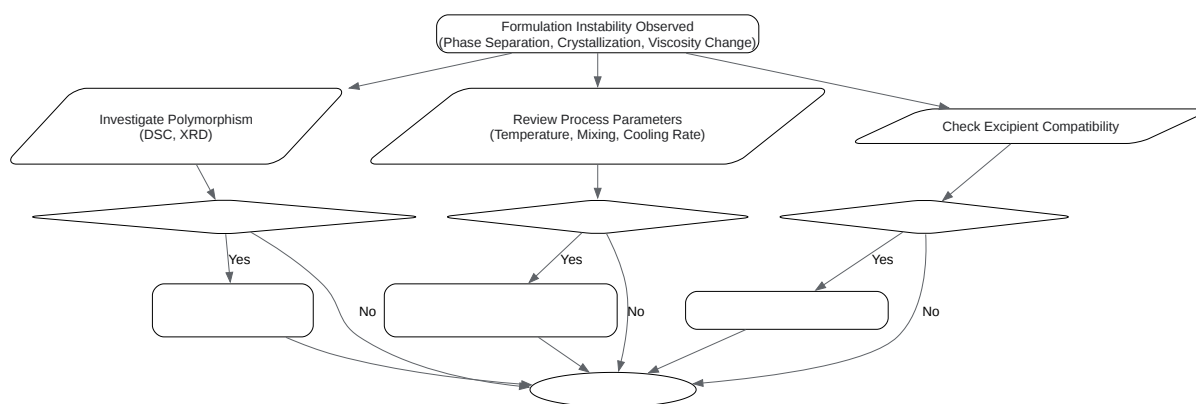 Formulation Instability Observed
(Phase Separation, Crystallization, Viscosity Change)
Investigate Polymorphism
(DSC, XRD)
Review Process Parameters
(Temperature, Mixing, Cooling Rate)
Check Excipient Compatibility
Yes
Yes
Yes
No
No
No